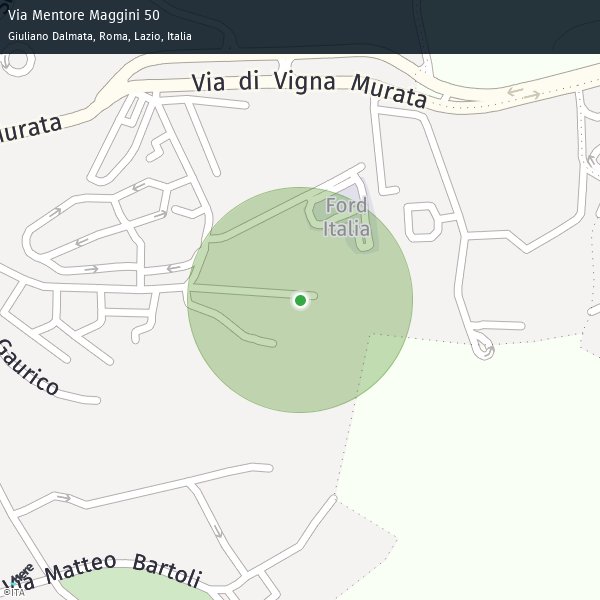 Via Mentore Maggini 50
Giuliano Dalmata, Roma, Lazio, Italia
Via di Vigna Murata
Murata
Ford
Italia
Gaurico
Via Matteo Bartoli
here
©ITA